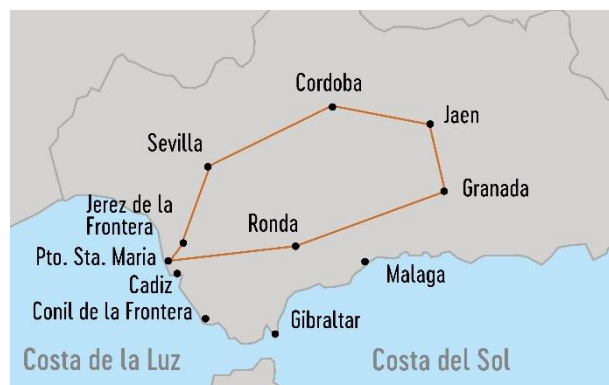 Cordoba
Jaen
Sevilla
Granada
Jerez de la
Frontera
Ronda
Pto. Sta. Maria
Cadiz
Malaga
Conil de la Frontera
Gibraltar
Costa de la Luz
Costa del Sol